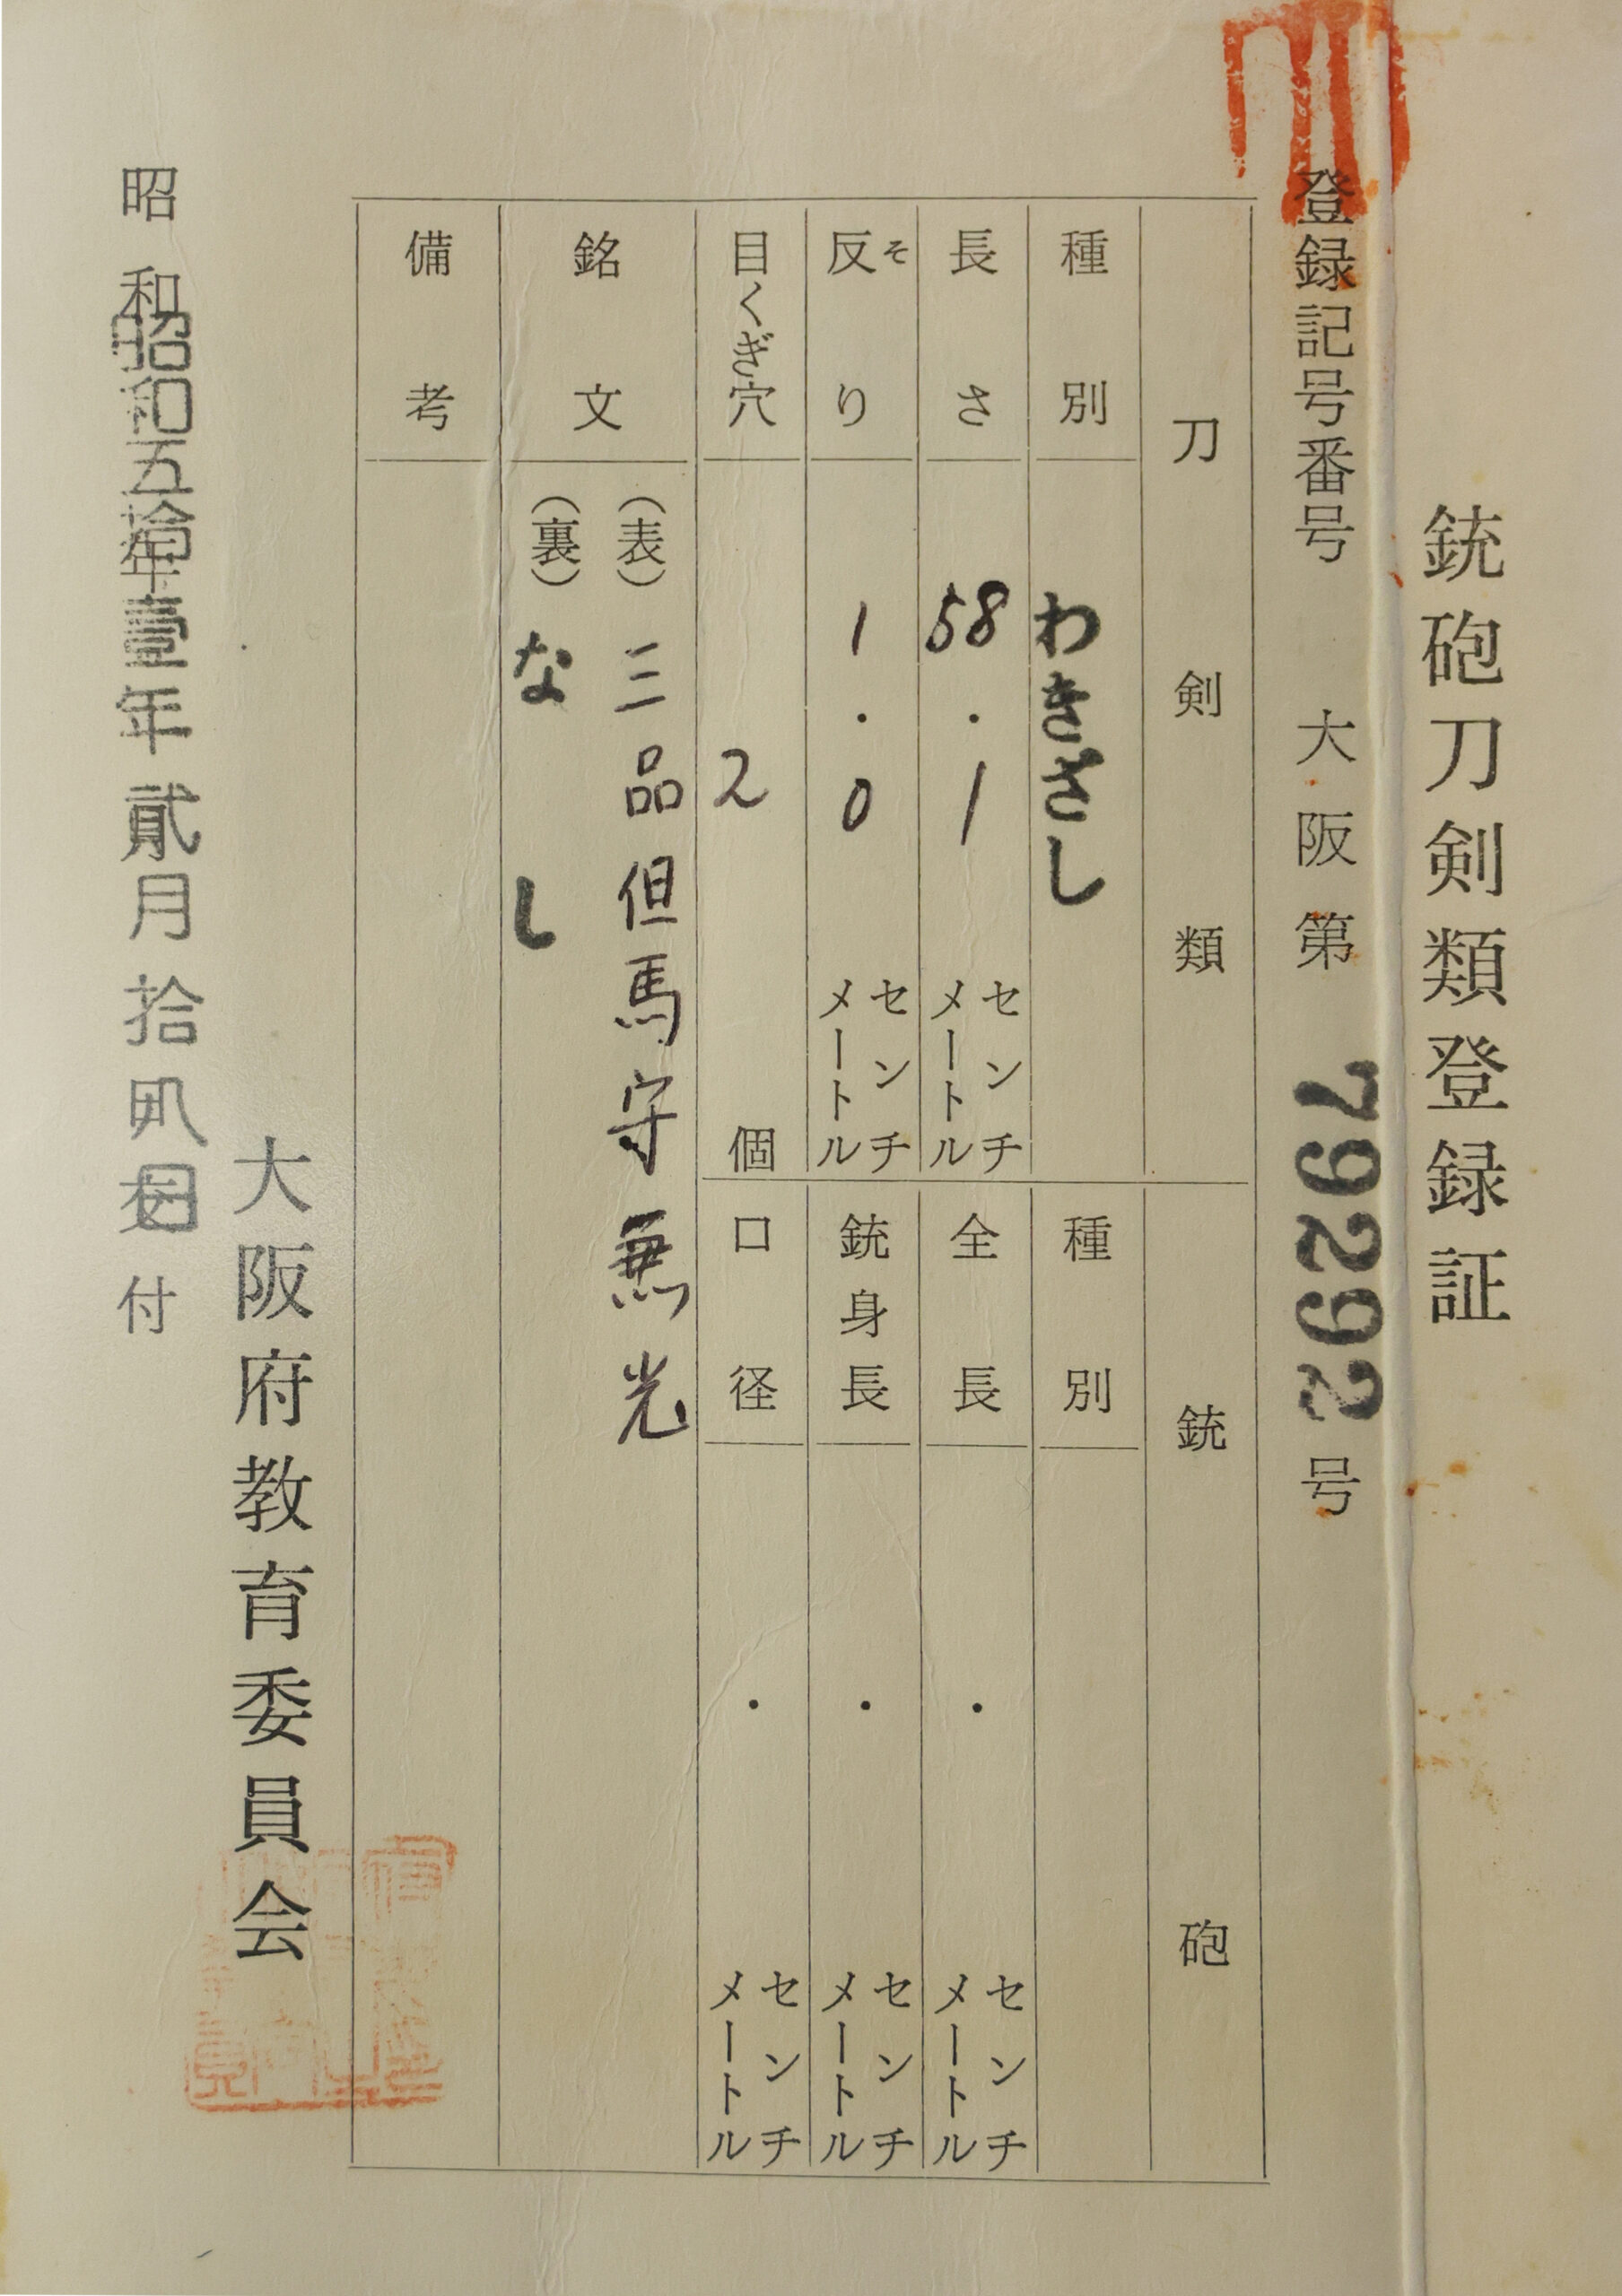 銃砲刀剣類登録証
登録記号番号 大阪第 79292 号
刀剣類
種別 わきざし
長さ 58.1 センチメートル
反り そ 1.0 センチメートル
目くぎ穴 2 個
銃砲
種別
全長 ・ センチメートル
銃身長 ・ センチメートル
口径 ・ センチメートル
銘文 (表) 三品但馬守兼光
(裏) なし
備考
大阪府教育委員会
昭和 昭和五拾壹年貳月拾八日 付